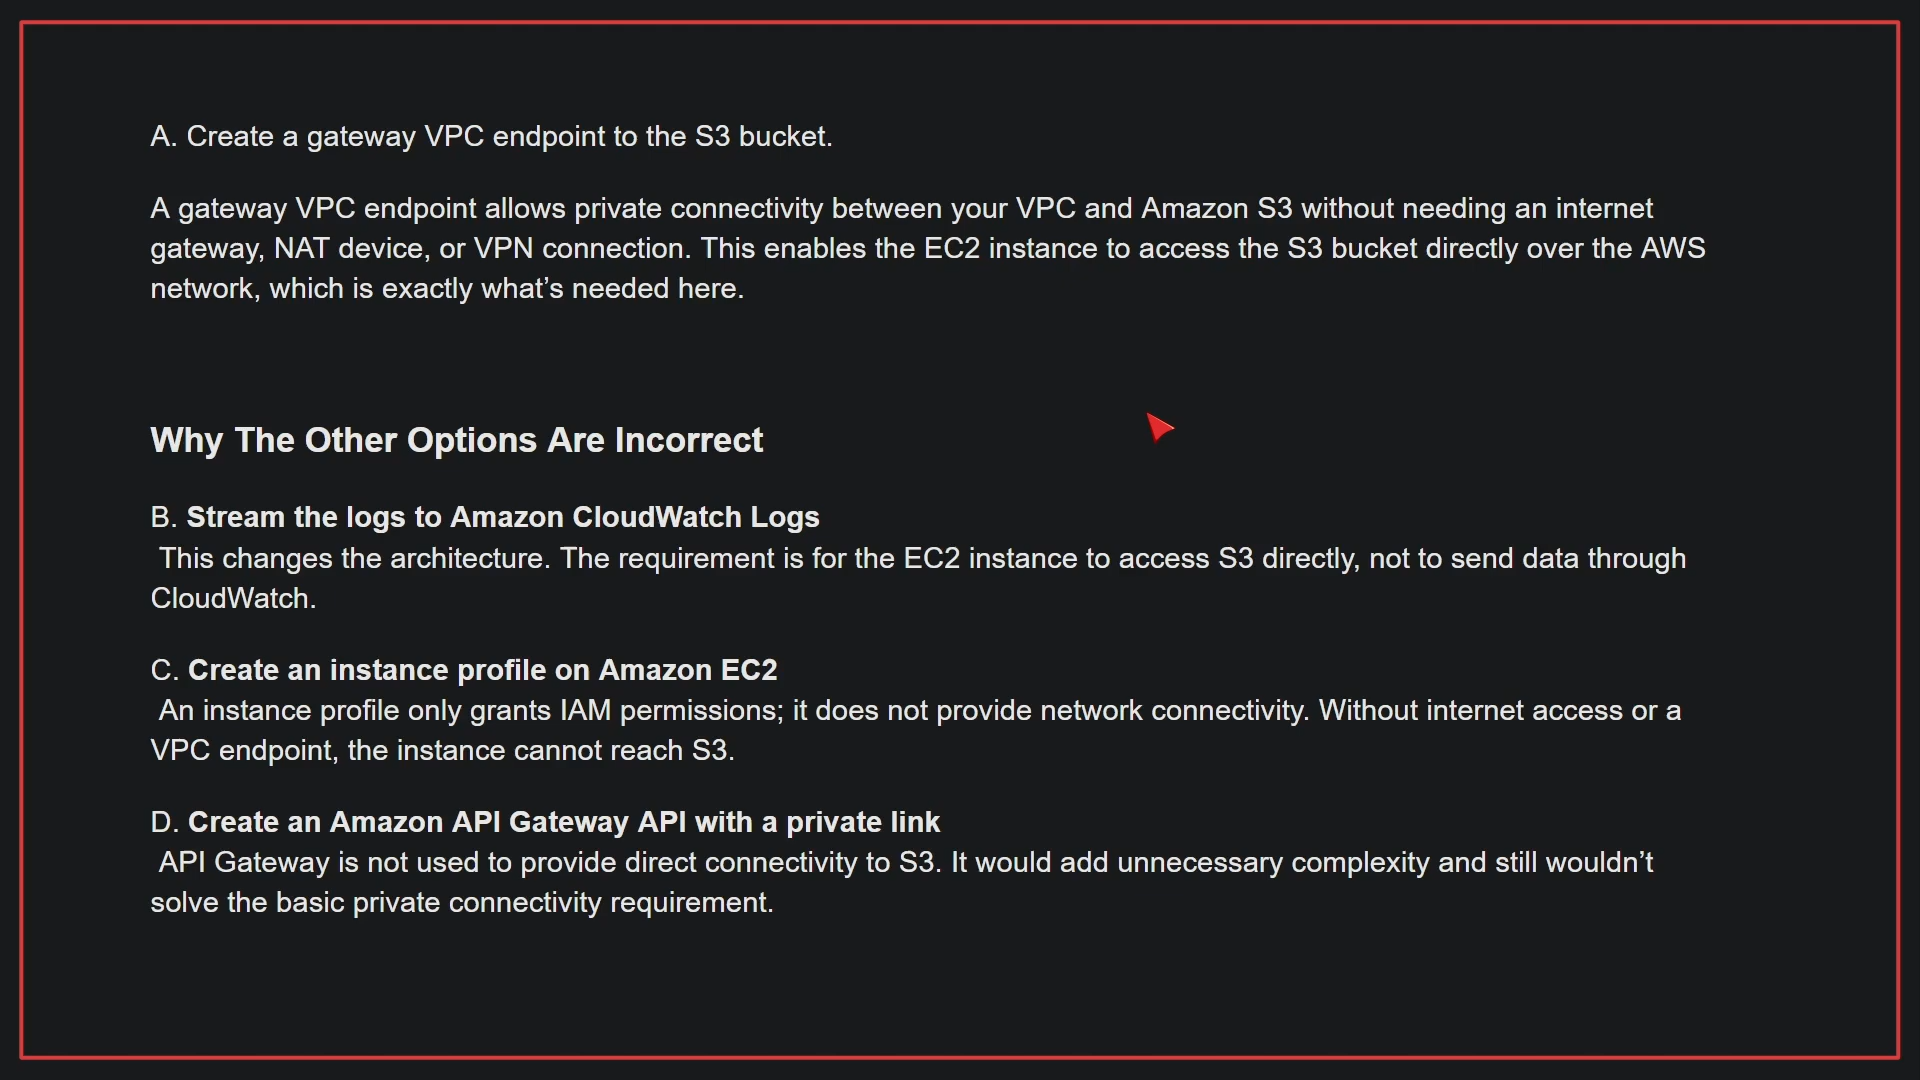 A. Create a gateway VPC endpoint to the S3 bucket.
A gateway VPC endpoint allows private connectivity between your VPC and Amazon S3 without needing an internet
gateway, NAT device, or VPN connection. This enables the EC2 instance to access the S3 bucket directly over the AWS
network, which is exactly what’s needed here.
Why The Other Options Are Incorrect
B. Stream the logs to Amazon CloudWatch Logs
This changes the architecture. The requirement is for the EC2 instance to access S3 directly, not to send data through
CloudWatch.
C. Create an instance profile on Amazon EC2
An instance profile only grants IAM permissions; it does not provide network connectivity. Without internet access or a
VPC endpoint, the instance cannot reach S3.
D. Create an Amazon API Gateway API with a private link
API Gateway is not used to provide direct connectivity to S3. It would add unnecessary complexity and still wouldn’t
solve the basic private connectivity requirement.